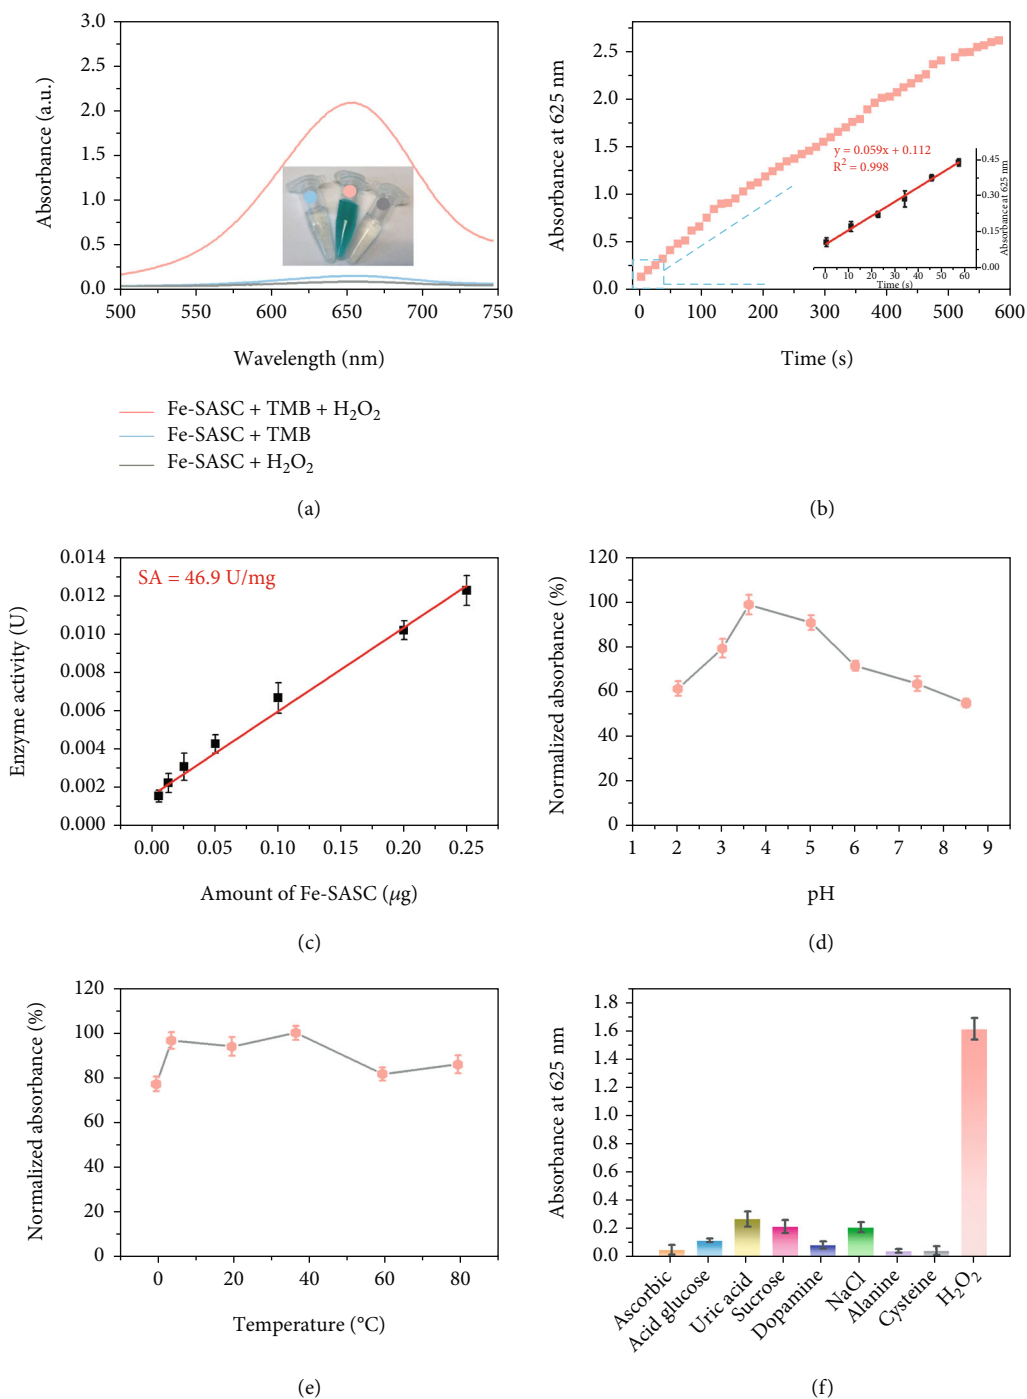 3.0
2.5
2.0
1.5
1.0
0.5
0.0
Absorbance (a.u.)
500 550 600 650 700 750
Wavelength (nm)
Fe-SASC + TMB + H₂O₂
Fe-SASC + TMB
Fe-SASC + H₂O₂
(a)
2.5
2.0
1.5
1.0
0.5
0.0
Absorbance at 625 nm
y = 0.059x + 0.112
R² = 0.998
0.45
0.30
0.15
0.00
Absorbance at 625 nm
0 10 20 30 40 50 60
Time (s)
0 100 200 300 400 500 600
Time (s)
(b)
0.014
0.012
0.010
0.008
0.006
0.004
0.002
0.000
Enzyme activity (U)
SA = 46.9 U/mg
0.00 0.05 0.10 0.15 0.20 0.25
Amount of Fe-SASC (μg)
(c)
120
100
80
60
40
20
0
Normalized absorbance (%)
1 2 3 4 5 6 7 8 9
pH
(d)
120
100
80
60
40
20
0
Normalized absorbance (%)
0 20 40 60 80
Temperature (°C)
(e)
1.8
1.6
1.4
1.2
1.0
0.8
0.6
0.4
0.2
0.0
Absorbance at 625 nm
Ascorbic
Acid glucose
Uric acid
Sucrose
Dopamine
NaCl
Alanine
Cysteine
H₂O₂
(f)